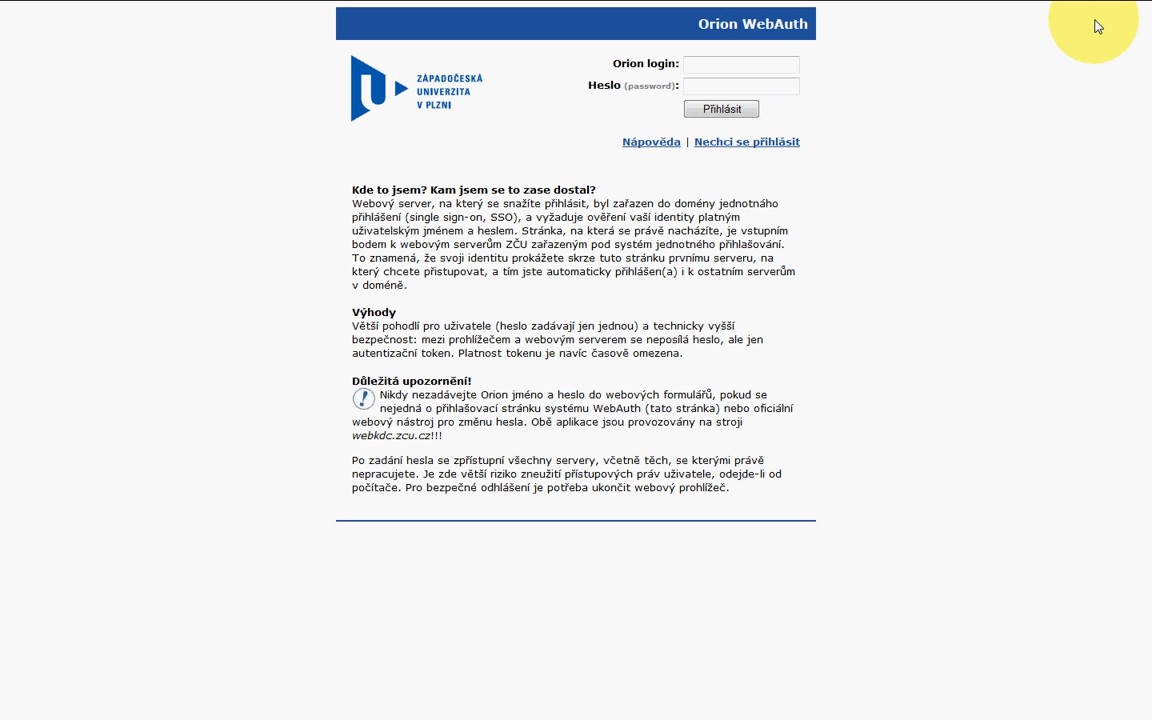 Orion WebAuth
ZÁPADOČESKÁ
UNIVERZITA
V PLZNI
Orion login:
Heslo (password):
Přihlásit
Nápověda | Nechci se přihlásit
Kde to jsem? Kam jsem se to zase dostal?
Webový server, na který se snažíte přihlásit, byl zařazen do domény jednotnáho
přihlášení (single sign-on, SSO), a vyžaduje ověření vaší identity platným
uživatelským jménem a heslem. Stránka, na která se právě nacházíte, je vstupním
bodem k webovým serverům ZČU zařazeným pod systém jednotného přihlašování.
To znamená, že svoji identitu prokážete skrze tuto stránku prvnímu serveru, na
který chcete přistupovat, a tím jste automaticky přihlášen(a) i k ostatním serverům
v doméně.
Výhody
Větší pohodlí pro uživatele (heslo zadávají jen jednou) a technicky vyšší
bezpečnost: mezi prohlížečem a webovým serverem se neposílá heslo, ale jen
autentizační token. Platnost tokenu je navíc časově omezena.
Důležitá upozornění!
Nikdy nezadávejte Orion jméno a heslo do webových formulářů, pokud se
nejedná o přihlašovací stránku systému WebAuth (tato stránka) nebo oficiální
webový nástroj pro změnu hesla. Obě aplikace jsou provozovány na stroji
webkdc.zcu.cz!!!
Po zadání hesla se zpřístupní všechny servery, včetně těch, se kterými právě
nepracujete. Je zde větší riziko zneužití přístupových práv uživatele, odejde-li od
počítače. Pro bezpečné odhlášení je potřeba ukončit webový prohlížeč.